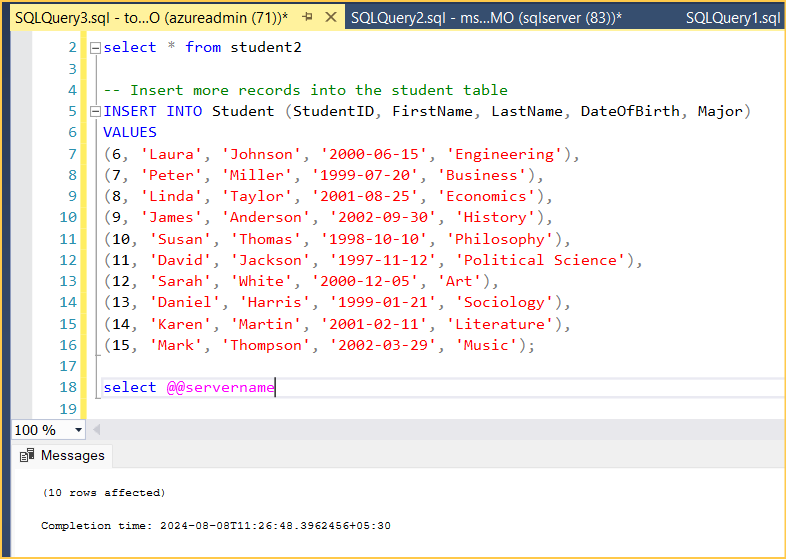 SQLQuery3.sql - to...O (azureadmin (71))* SQLQuery2.sql - ms...MO (sqlserver (83))* SQLQuery1.sql
2 select * from student2
3
4 -- Insert more records into the student table
5 INSERT INTO Student (StudentID, FirstName, LastName, DateOfBirth, Major)
6 VALUES
7 (6, 'Laura', 'Johnson', '2000-06-15', 'Engineering'),
8 (7, 'Peter', 'Miller', '1999-07-20', 'Business'),
9 (8, 'Linda', 'Taylor', '2001-08-25', 'Economics'),
10 (9, 'James', 'Anderson', '2002-09-30', 'History'),
11 (10, 'Susan', 'Thomas', '1998-10-10', 'Philosophy'),
12 (11, 'David', 'Jackson', '1997-11-12', 'Political Science'),
13 (12, 'Sarah', 'White', '2000-12-05', 'Art'),
14 (13, 'Daniel', 'Harris', '1999-01-21', 'Sociology'),
15 (14, 'Karen', 'Martin', '2001-02-11', 'Literature'),
16 (15, 'Mark', 'Thompson', '2002-03-29', 'Music');
17
18 select @@servername
19
100 %
Messages
(10 rows affected)
Completion time: 2024-08-08T11:26:48.3962456+05:30